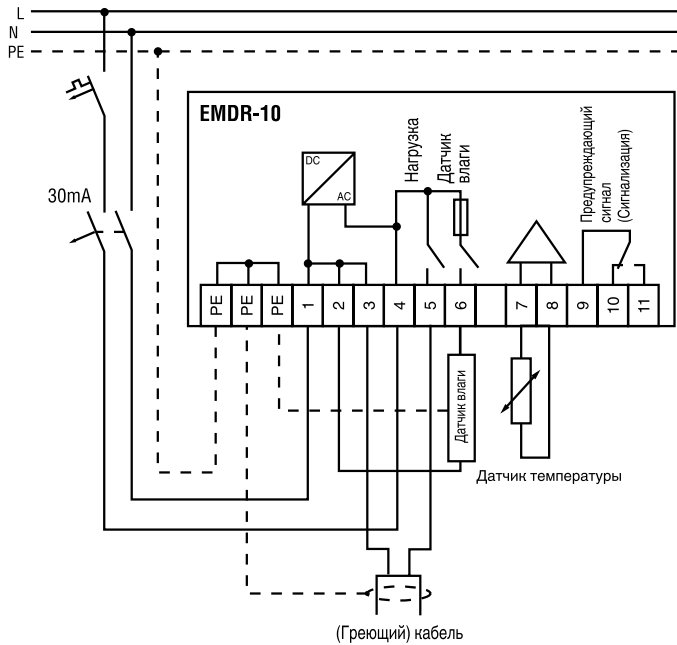 L
N
PE
EMDR-10
DC
AC
Нагрузка
Датчик
влаги
Предупреждающий
сигнал
(Сигнализация)
30mA
PE
PE
PE
1
2
3
4
5
6
7
8
9
10
11
Датчик влаги
Датчик температуры
(Греющий) кабель